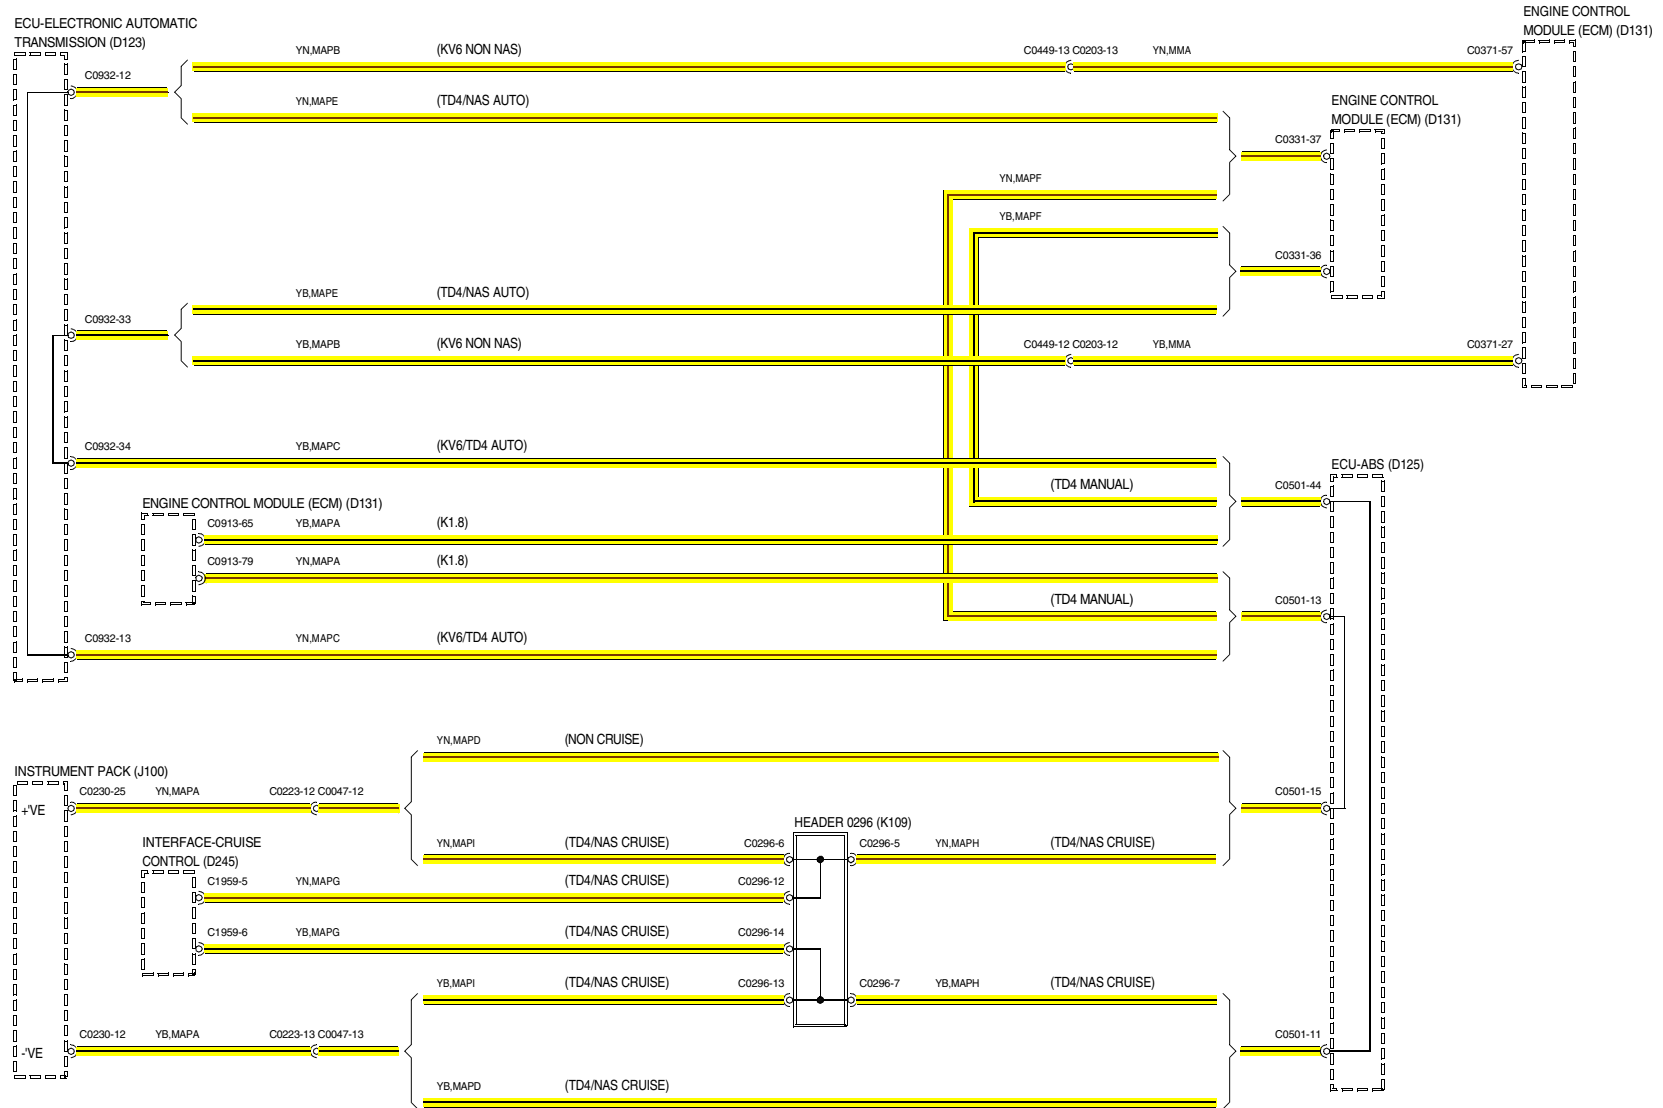 ECU-ELECTRONIC AUTOMATIC
TRANSMISSION (D123)
ENGINE CONTROL
MODULE (ECM) (D131)
YN,MAPB (KV6 NON NAS) C0449-13 C0203-13 YN,MMA C0371-57
C0932-12
YN,MAPE (TD4/NAS AUTO)
ENGINE CONTROL
MODULE (ECM) (D131)
C0331-37
YN,MAPF
YB,MAPF
C0331-36
YB,MAPE (TD4/NAS AUTO)
C0932-33
YB,MAPB (KV6 NON NAS) C0449-12 C0203-12 YB,MMA C0371-27
C0932-34 YB,MAPC (KV6/TD4 AUTO)
ECU-ABS (D125)
(TD4 MANUAL) C0501-44
ENGINE CONTROL MODULE (ECM) (D131)
C0913-65 YB,MAPA (K1.8)
C0913-79 YN,MAPA (K1.8)
(TD4 MANUAL) C0501-13
C0932-13 YN,MAPC (KV6/TD4 AUTO)
YN,MAPD (NON CRUISE)
INSTRUMENT PACK (J100)
C0230-25 YN,MAPA C0223-12 C0047-12 C0501-15
+'VE
HEADER 0296 (K109)
INTERFACE-CRUISE
CONTROL (D245)
YN,MAPI (TD4/NAS CRUISE) C0296-6 C0296-5 YN,MAPH (TD4/NAS CRUISE)
C1959-5 YN,MAPG (TD4/NAS CRUISE) C0296-12
C1959-6 YB,MAPG (TD4/NAS CRUISE) C0296-14
YB,MAPI (TD4/NAS CRUISE) C0296-13 C0296-7 YB,MAPH (TD4/NAS CRUISE)
C0230-12 YB,MAPA C0223-13 C0047-13 C0501-11
-'VE
YB,MAPD (TD4/NAS CRUISE)